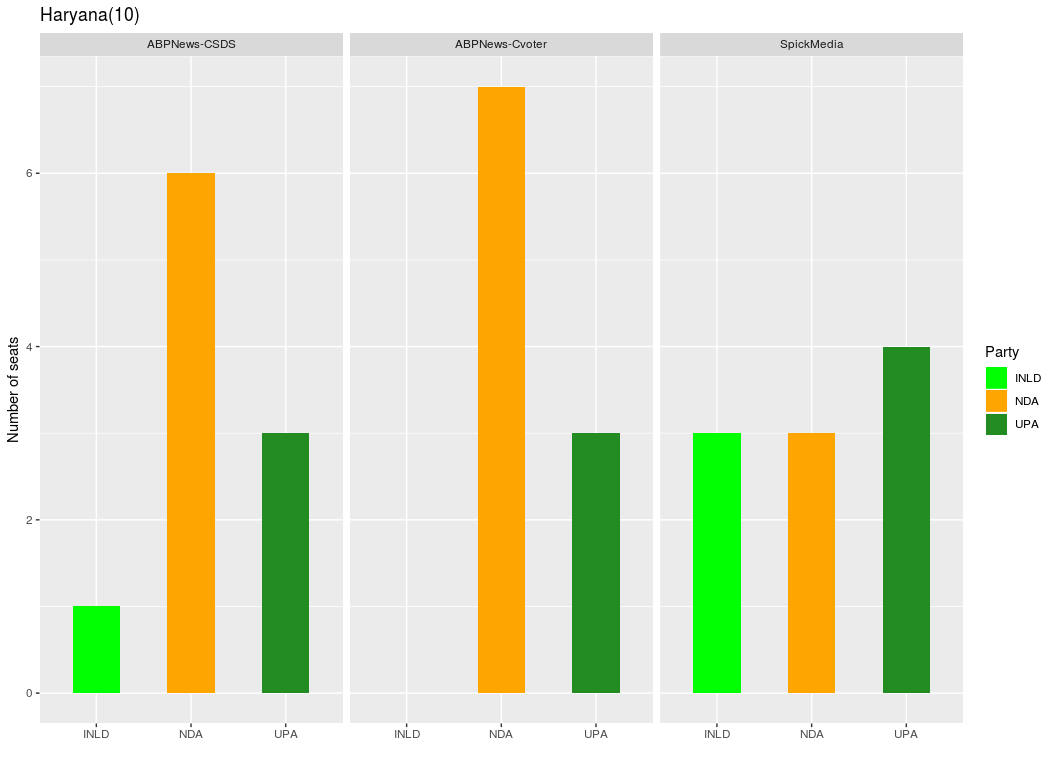 Haryana(10)
ABPNews-CSDS
ABPNews-Cvoter
SpickMedia
Number of seats
6
4
2
0
INLD
NDA
UPA
INLD
NDA
UPA
INLD
NDA
UPA
Party
INLD
NDA
UPA